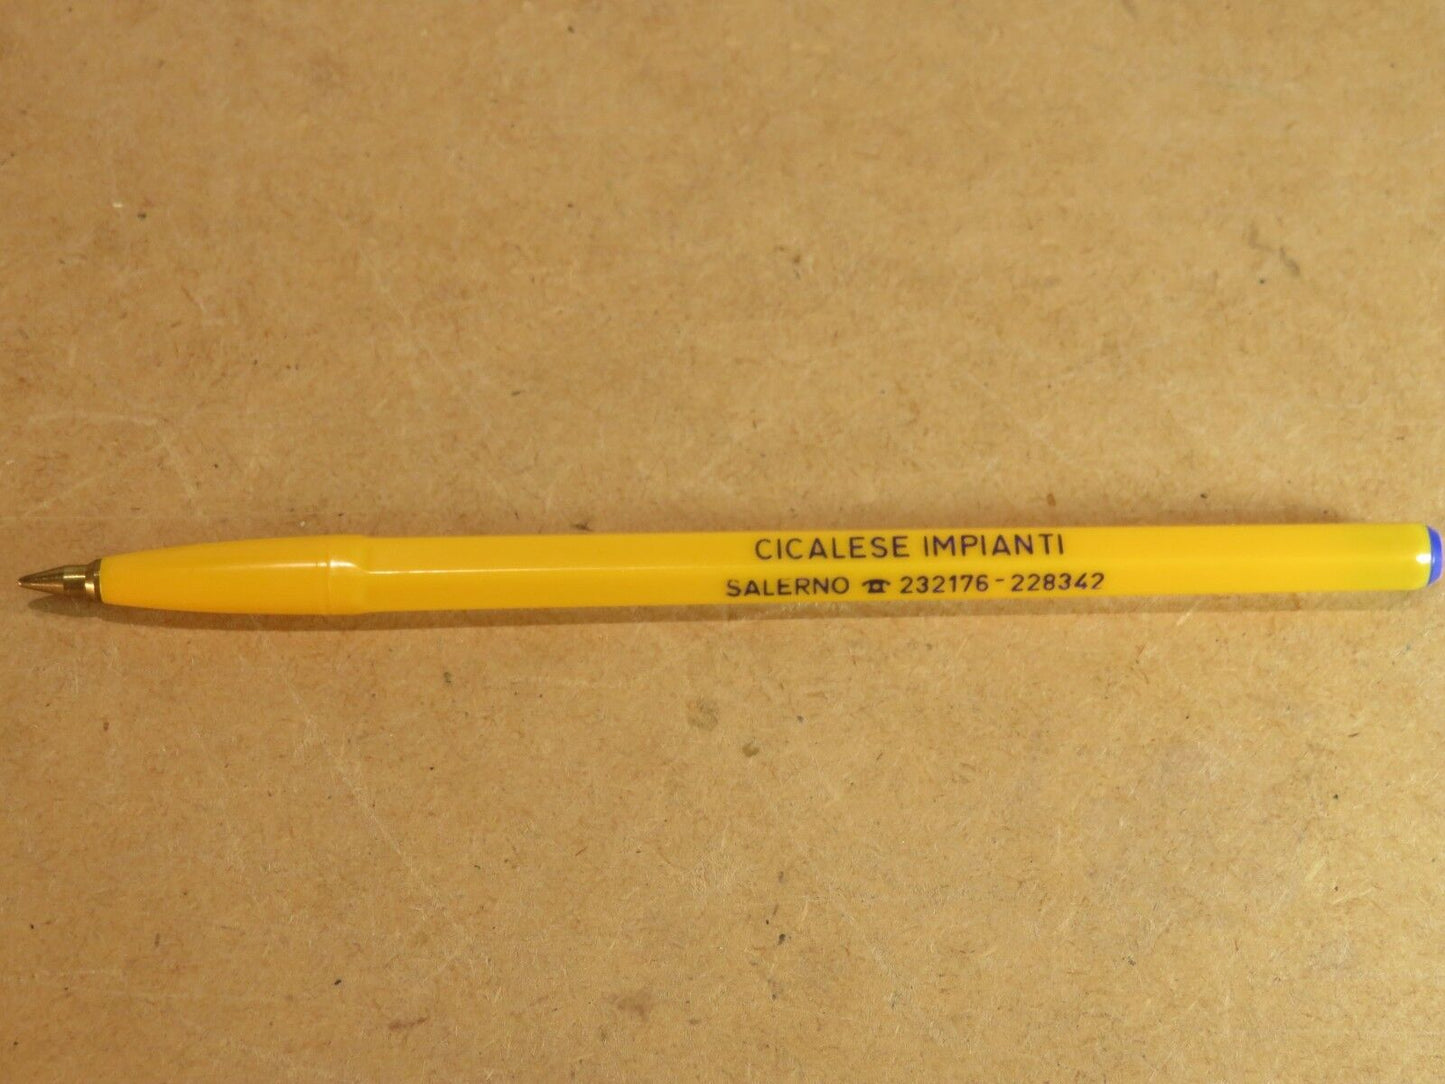 CICALESE IMPIANTI
SALERNO ☎ 232176-228342